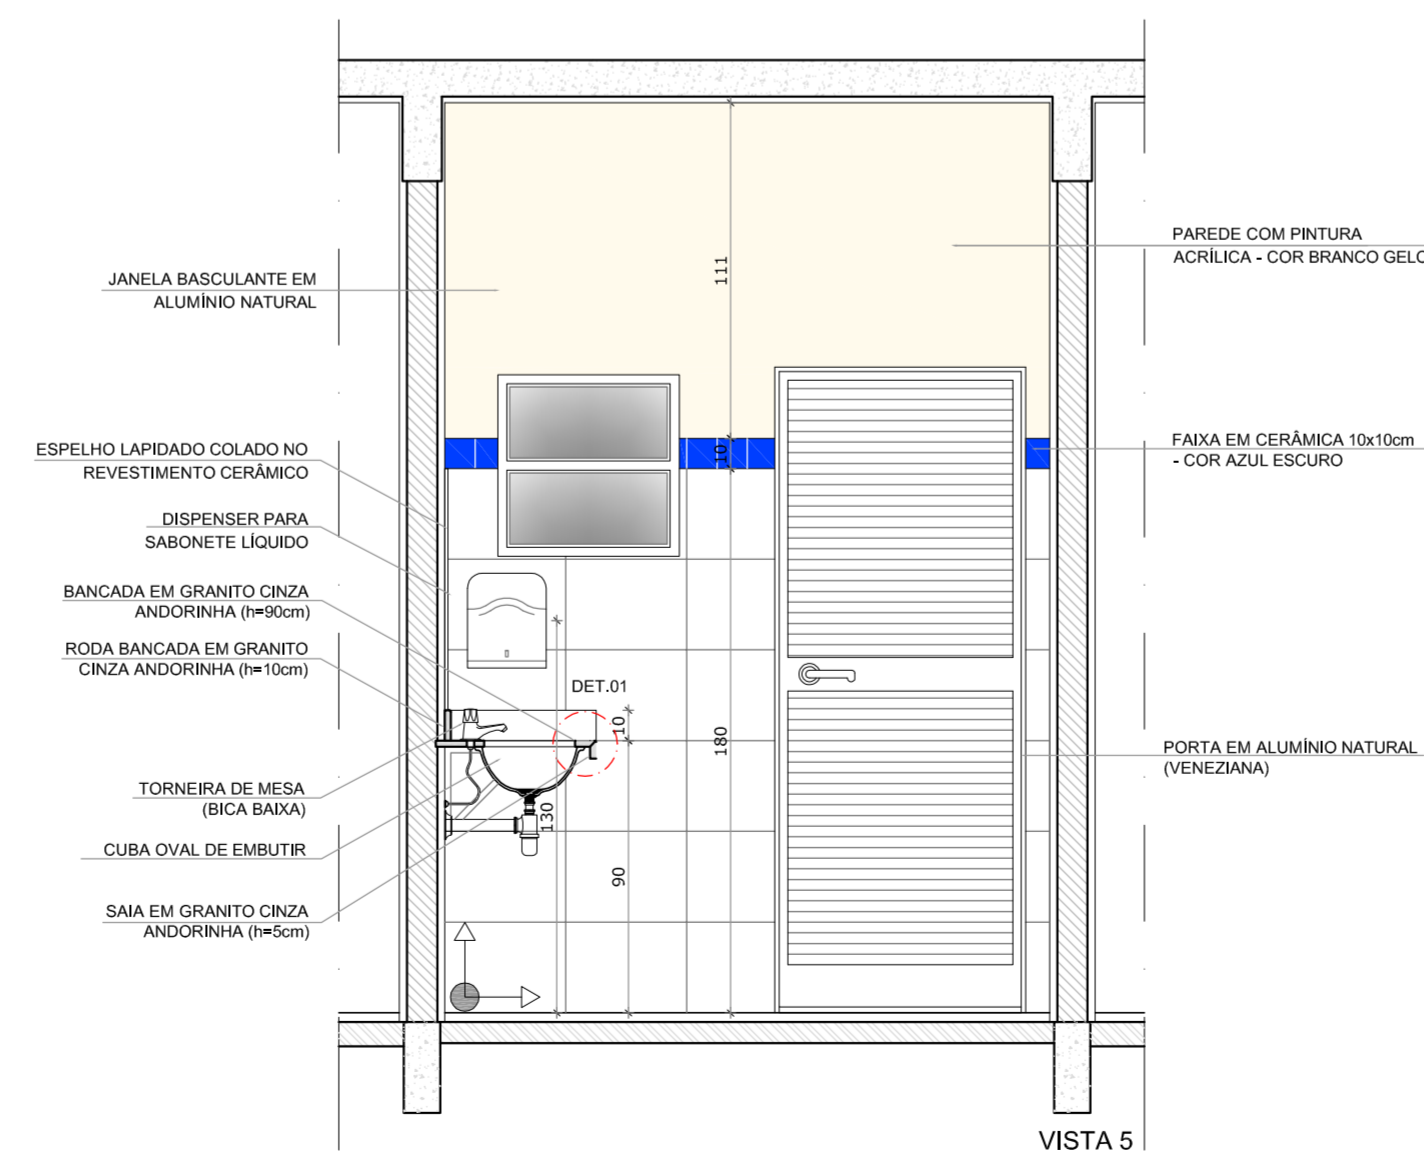 PAREDE COM PINTURA
ACRÍLICA - COR BRANCO GELO
111
JANELA BASCULANTE EM
ALUMÍNIO NATURAL
FAIXA EM CERÂMICA 10x10cm
- COR AZUL ESCURO
10
ESPELHO LAPIDADO COLADO NO
REVESTIMENTO CERÂMICO
DISPENSER PARA
SABONETE LÍQUIDO
BANCADA EM GRANITO CINZA
ANDORINHA (h=90cm)
RODA BANCADA EM GRANITO
CINZA ANDORINHA (h=10cm)
DET.01
10
180
PORTA EM ALUMÍNIO NATURAL
(VENEZIANA)
TORNEIRA DE MESA
(BICA BAIXA)
130
CUBA OVAL DE EMBUTIR
90
SAIA EM GRANITO CINZA
ANDORINHA (h=5cm)
VISTA 5